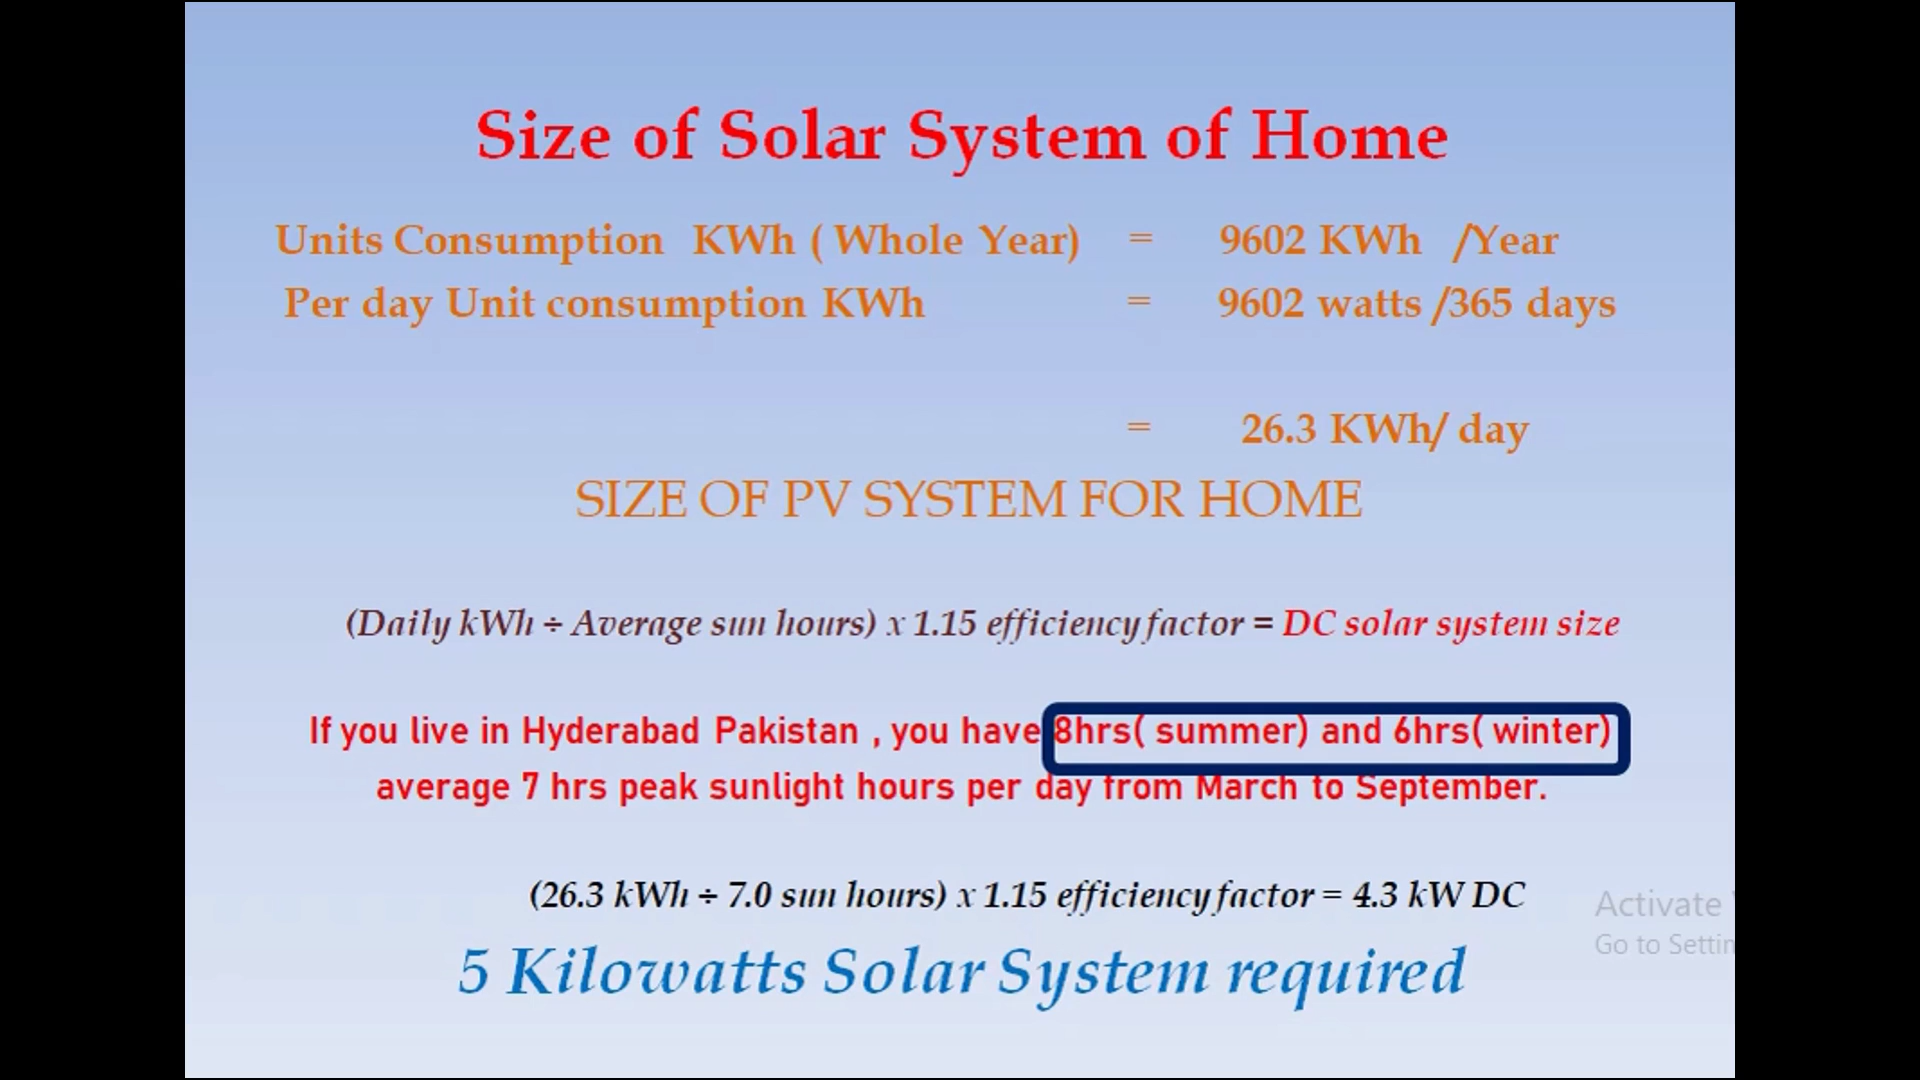 Size of Solar System of Home
Units Consumption KWh ( Whole Year) = 9602 KWh /Year
Per day Unit consumption KWh = 9602 watts /365 days
= 26.3 KWh/ day
SIZE OF PV SYSTEM FOR HOME
(Daily kWh ÷ Average sun hours) x 1.15 efficiency factor = DC solar system size
If you live in Hyderabad Pakistan , you have 8hrs( summer) and 6hrs( winter)
average 7 hrs peak sunlight hours per day from March to September.
(26.3 kWh ÷ 7.0 sun hours) x 1.15 efficiency factor = 4.3 kW DC
Activate
Go to Settin
5 Kilowatts Solar System required